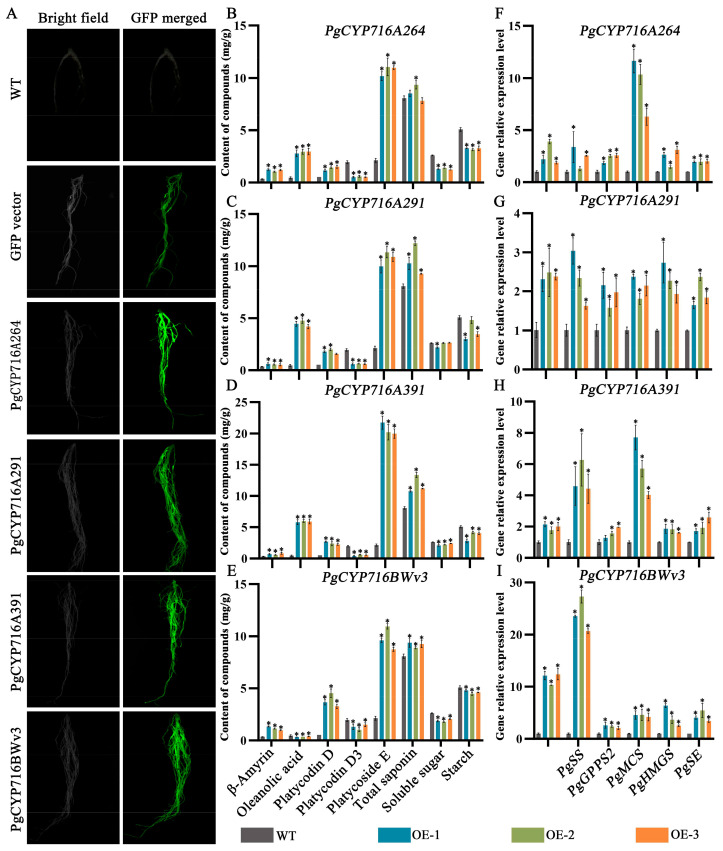 A Bright field GFP merged
WT
GFP vector
PgCYP716A264
PgCYP716A291
PgCYP716A391
PgCYP716BWv3
B PgCYP716A264
Content of compounds (mg/g)
15
10
5
0
C PgCYP716A291
Content of compounds (mg/g)
15
10
5
0
D PgCYP716A391
Content of compounds (mg/g)
25
20
15
10
5
0
E PgCYP716BWv3
Content of compounds (mg/g)
15
10
5
0
β-Amyrin
Oleanolic acid
Platycodin D
Platycodin D3
Platycoside E
Total saponin
Soluble sugar
Starch
F PgCYP716A264
Gene relative expression level
15
10
5
0
G PgCYP716A291
Gene relative expression level
4
3
2
1
0
H PgCYP716A391
Gene relative expression level
10
8
6
4
2
0
I PgCYP716BWv3
Gene relative expression level
30
20
10
0
PgSS
PgGPPS2
PgMCS
PgHMGS
PgSE
WT OE-1 OE-2 OE-3